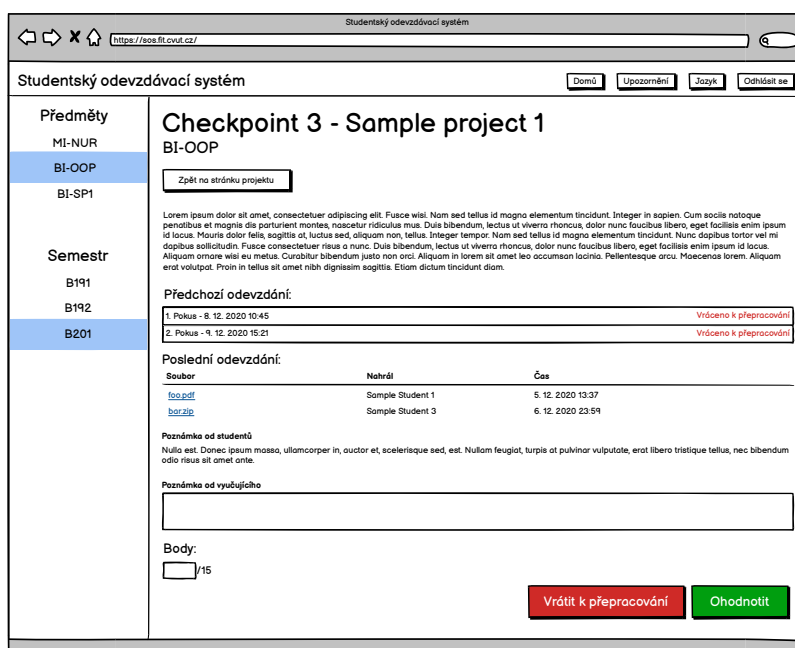 Studentský odevzdávací systém
https://sos.fit.cvut.cz/
Studentský odevzdávací systém
Domů
Upozornění
Jazyk
Odhlásit se
Předměty
MI-NUR
BI-OOP
BI-SP1
Semestr
B191
B192
B201
Checkpoint 3 - Sample project 1
BI-OOP
Zpět na stránku projektu
Lorem ipsum dolor sit amet, consectetuer adipiscing elit. Fusce wisi. Nam sed tellus id magna elementum tincidunt. Integer in sapien. Cum sociis natoque
penatibus et magnis dis parturient montes, nascetur ridiculus mus. Duis bibendum, lectus ut viverra rhoncus, dolor nunc faucibus libero, eget facilisis enim ipsum
id lacus. Mauris dolor felis, sagittis at, luctus sed, aliquam non, tellus. Integer tempor. Nam sed tellus id magna elementum tincidunt. Nunc dapibus tortor vel mi
dapibus sollicitudin. Fusce consectetuer risus a nunc. Duis bibendum, lectus ut viverra rhoncus, dolor nunc faucibus libero, eget facilisis enim ipsum id lacus.
Aliquam ornare wisi eu metus. Curabitur bibendum justo non orci. Aliquam in lorem sit amet leo accumsan lacinia. Pellentesque arcu. Maecenas lorem. Aliquam
erat volutpat. Proin in tellus sit amet nibh dignissim sagittis. Etiam dictum tincidunt diam.
Předchozí odevzdání:
1. Pokus - 8. 12. 2020 10:45 Vráceno k přepracování
2. Pokus - 9. 12. 2020 15:21 Vráceno k přepracování
Poslední odevzdání:
Soubor Nahrál Čas
foo.pdf Sample Student 1 5. 12. 2020 13:37
bar.zip Sample Student 3 6. 12. 2020 23:59
Poznámka od studentů
Nulla est. Donec ipsum massa, ullamcorper in, auctor et, scelerisque sed, est. Nullam feugiat, turpis at pulvinar vulputate, erat libero tristique tellus, nec bibendum
odio risus sit amet ante.
Poznámka od vyučujícího
Body:
/15
Vrátit k přepracování
Ohodnotit